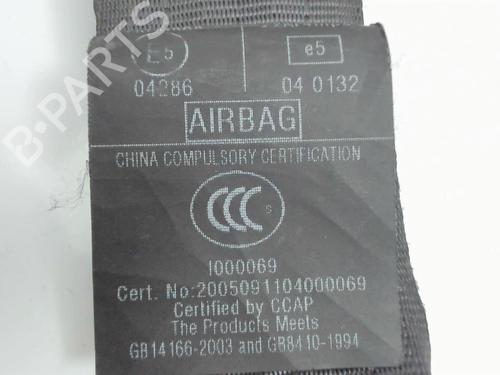 E5 e5
04286 04 0132
AIRBAG
CHINA COMPULSORY CERTIFICATION
CCC S
1000069
Cert. No:2005091104000069
Certified by CCAP
The Products Meets
GB14166-2003 and GB8410-1994
B-PARTS